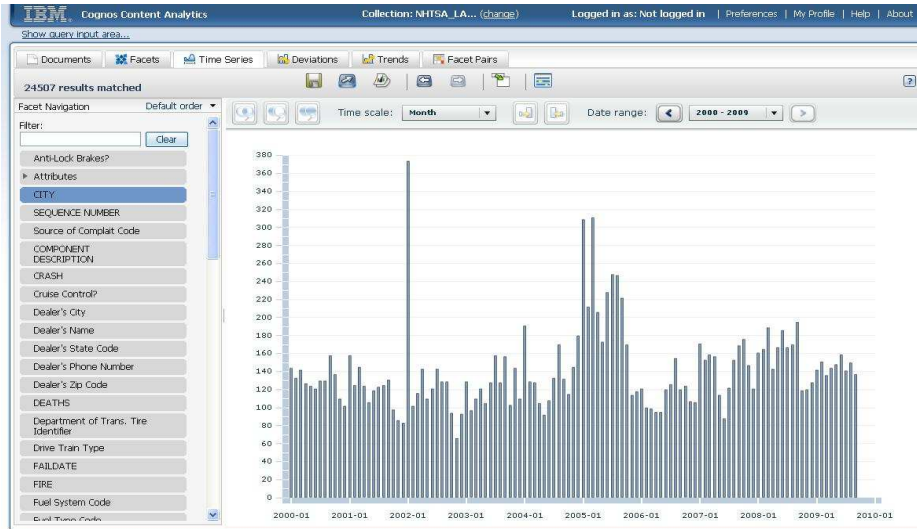 IBM. Cognos Content Analytics Collection: NHTSA_LA... (change) Logged in as: Not logged in | Preferences | My Profile | Help | About
Show query input area...
Documents Facets Time Series Deviations Trends Facet Pairs
24507 results matched
Facet Navigation Default order
Time scale: Month Date range: 2000 - 2009
Filter:
Clear
Anti-Lock Brakes?
Attributes
CITY
SEQUENCE NUMBER
Source of Complait Code
COMPONENT
DESCRIPTION
CRASH
Cruise Control?
Dealer's City
Dealer's Name
Dealer's State Code
Dealer's Phone Number
Dealer's Zip Code
DEATHS
Department of Trans. Tire
Identifier
Drive Train Type
FAILDATE
FIRE
Fuel System Code
Fuel Type Code
380
360
340
320
300
280
260
240
220
200
180
160
140
120
100
80
60
40
20
0
2000-01 2001-01 2002-01 2003-01 2004-01 2005-01 2006-01 2007-01 2008-01 2009-01 2010-01